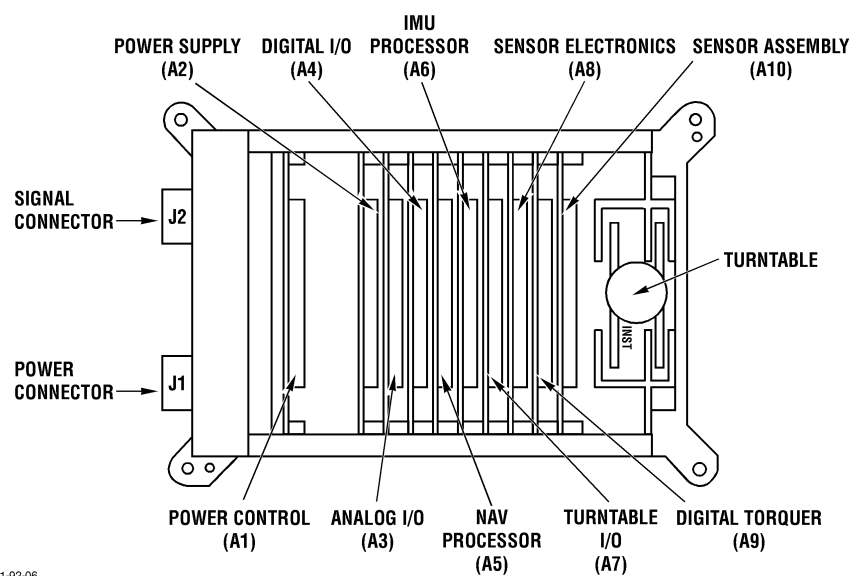 IMU
POWER SUPPLY DIGITAL I/O PROCESSOR SENSOR ELECTRONICS SENSOR ASSEMBLY
(A2) (A4) (A6) (A8) (A10)
SIGNAL
CONNECTOR
J2
TURNTABLE
INST
POWER
CONNECTOR
J1
POWER CONTROL ANALOG I/O NAV TURNTABLE DIGITAL TORQUER
(A1) (A3) PROCESSOR I/O (A9)
(A5) (A7)